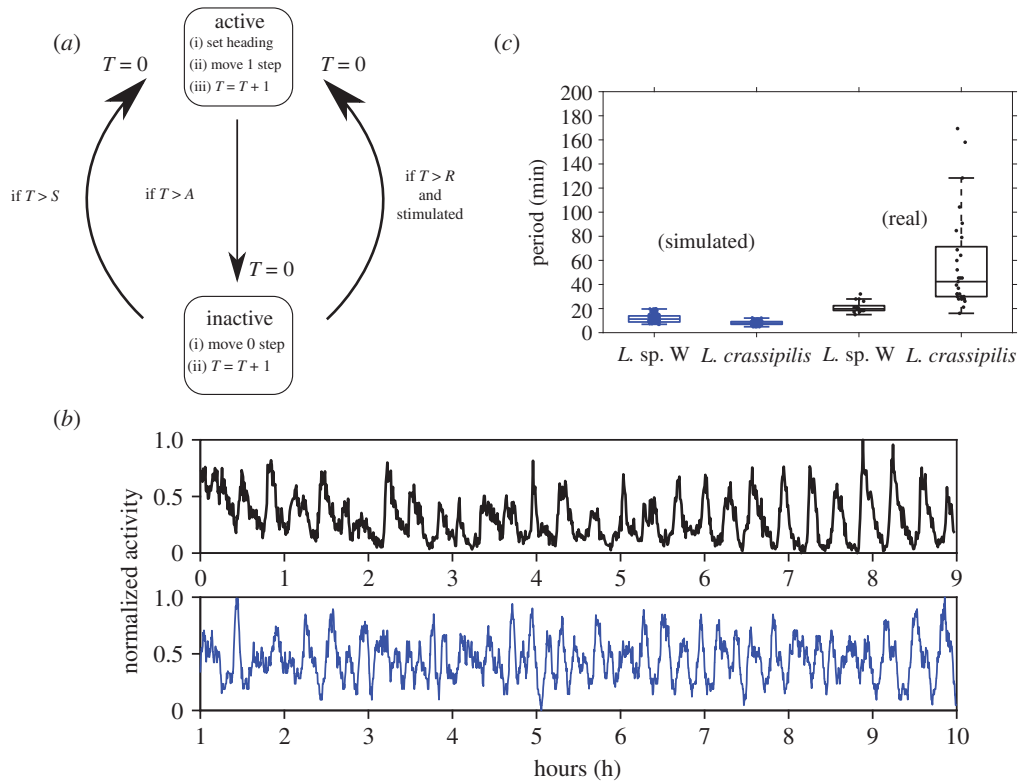 (a)
active
(i) set heading
(ii) move 1 step
(iii) T = T + 1
T = 0
T = 0
if T > S
if T > A
if T > R
and
stimulated
T = 0
inactive
(i) move 0 step
(ii) T = T + 1
(c)
period (min)
200
180
160
140
120
100
80
60
40
20
0
(simulated)
(real)
L. sp. W
L. crassipilis
L. sp. W
L. crassipilis
(b)
normalized activity
1.0
0.5
0
0 1 2 3 4 5 6 7 8 9
1.0
0.5
0
1 2 3 4 5 6 7 8 9 10
hours (h)